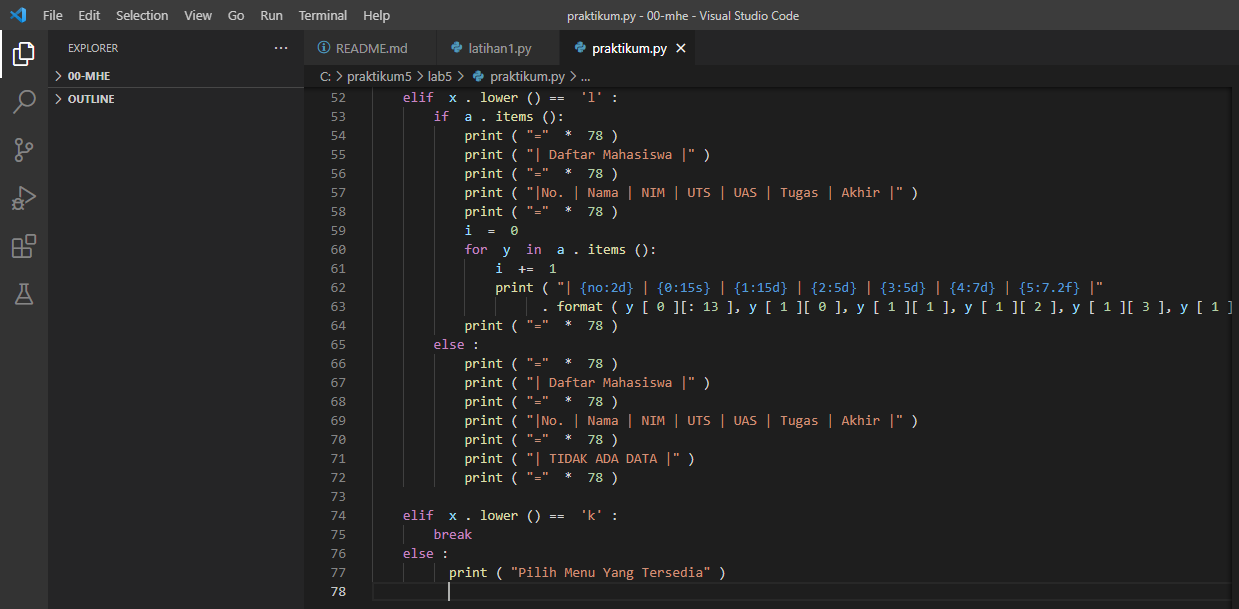 File Edit Selection View Go Run Terminal Help praktikum.py - 00-mhe - Visual Studio Code
EXPLORER ···
00-MHE
OUTLINE
README.md latihan1.py praktikum.py
C: > praktikum5 > lab5 > praktikum.py > ...
52 elif x . lower () == 'l' :
53 if a . items ():
54 print ( "=" * 78 )
55 print ( "| Daftar Mahasiswa |" )
56 print ( "=" * 78 )
57 print ( "|No. | Nama | NIM | UTS | UAS | Tugas | Akhir |" )
58 print ( "=" * 78 )
59 i = 0
60 for y in a . items ():
61 i += 1
62 print ( "| {no:2d} | {0:15s} | {1:15d} | {2:5d} | {3:5d} | {4:7d} | {5:7.2f} |"
63 . format ( y [ 0 ][: 13 ], y [ 1 ][ 0 ], y [ 1 ][ 1 ], y [ 1 ][ 2 ], y [ 1 ][ 3 ], y [ 1 ]
64 print ( "=" * 78 )
65 else :
66 print ( "=" * 78 )
67 print ( "| Daftar Mahasiswa |" )
68 print ( "=" * 78 )
69 print ( "|No. | Nama | NIM | UTS | UAS | Tugas | Akhir |" )
70 print ( "=" * 78 )
71 print ( "| TIDAK ADA DATA |" )
72 print ( "=" * 78 )
73
74 elif x . lower () == 'k' :
75 break
76 else :
77 print ( "Pilih Menu Yang Tersedia" )
78